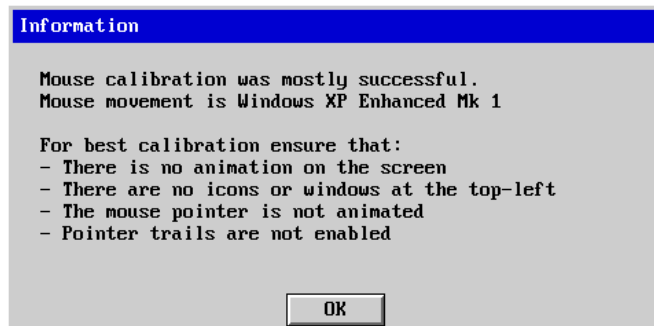 Information
Mouse calibration was mostly successful.
Mouse movement is Windows XP Enhanced Mk 1
For best calibration ensure that:
- There is no animation on the screen
- There are no icons or windows at the top-left
- The mouse pointer is not animated
- Pointer trails are not enabled
OK